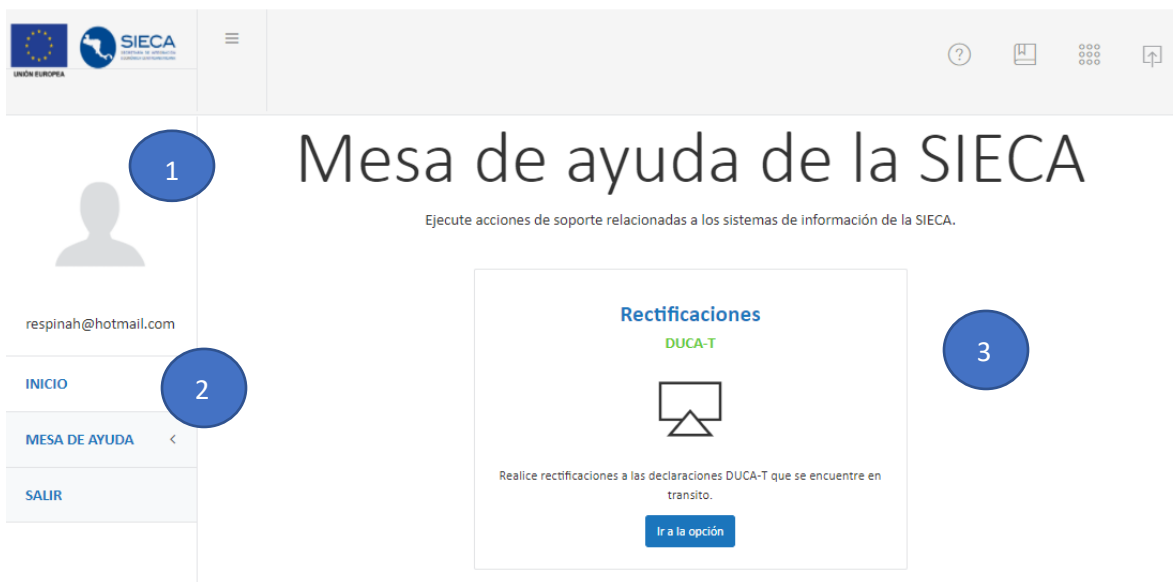 UNIÓN EUROPEA
SIECA
1
Mesa de ayuda de la SIECA
Ejecute acciones de soporte relacionadas a los sistemas de información de la SIECA.
respinah@hotmail.com
INICIO
2
MESA DE AYUDA
SALIR
Rectificaciones
DUCA-T
3
Realice rectificaciones a las declaraciones DUCA-T que se encuentre en
transito.
Ir a la opción